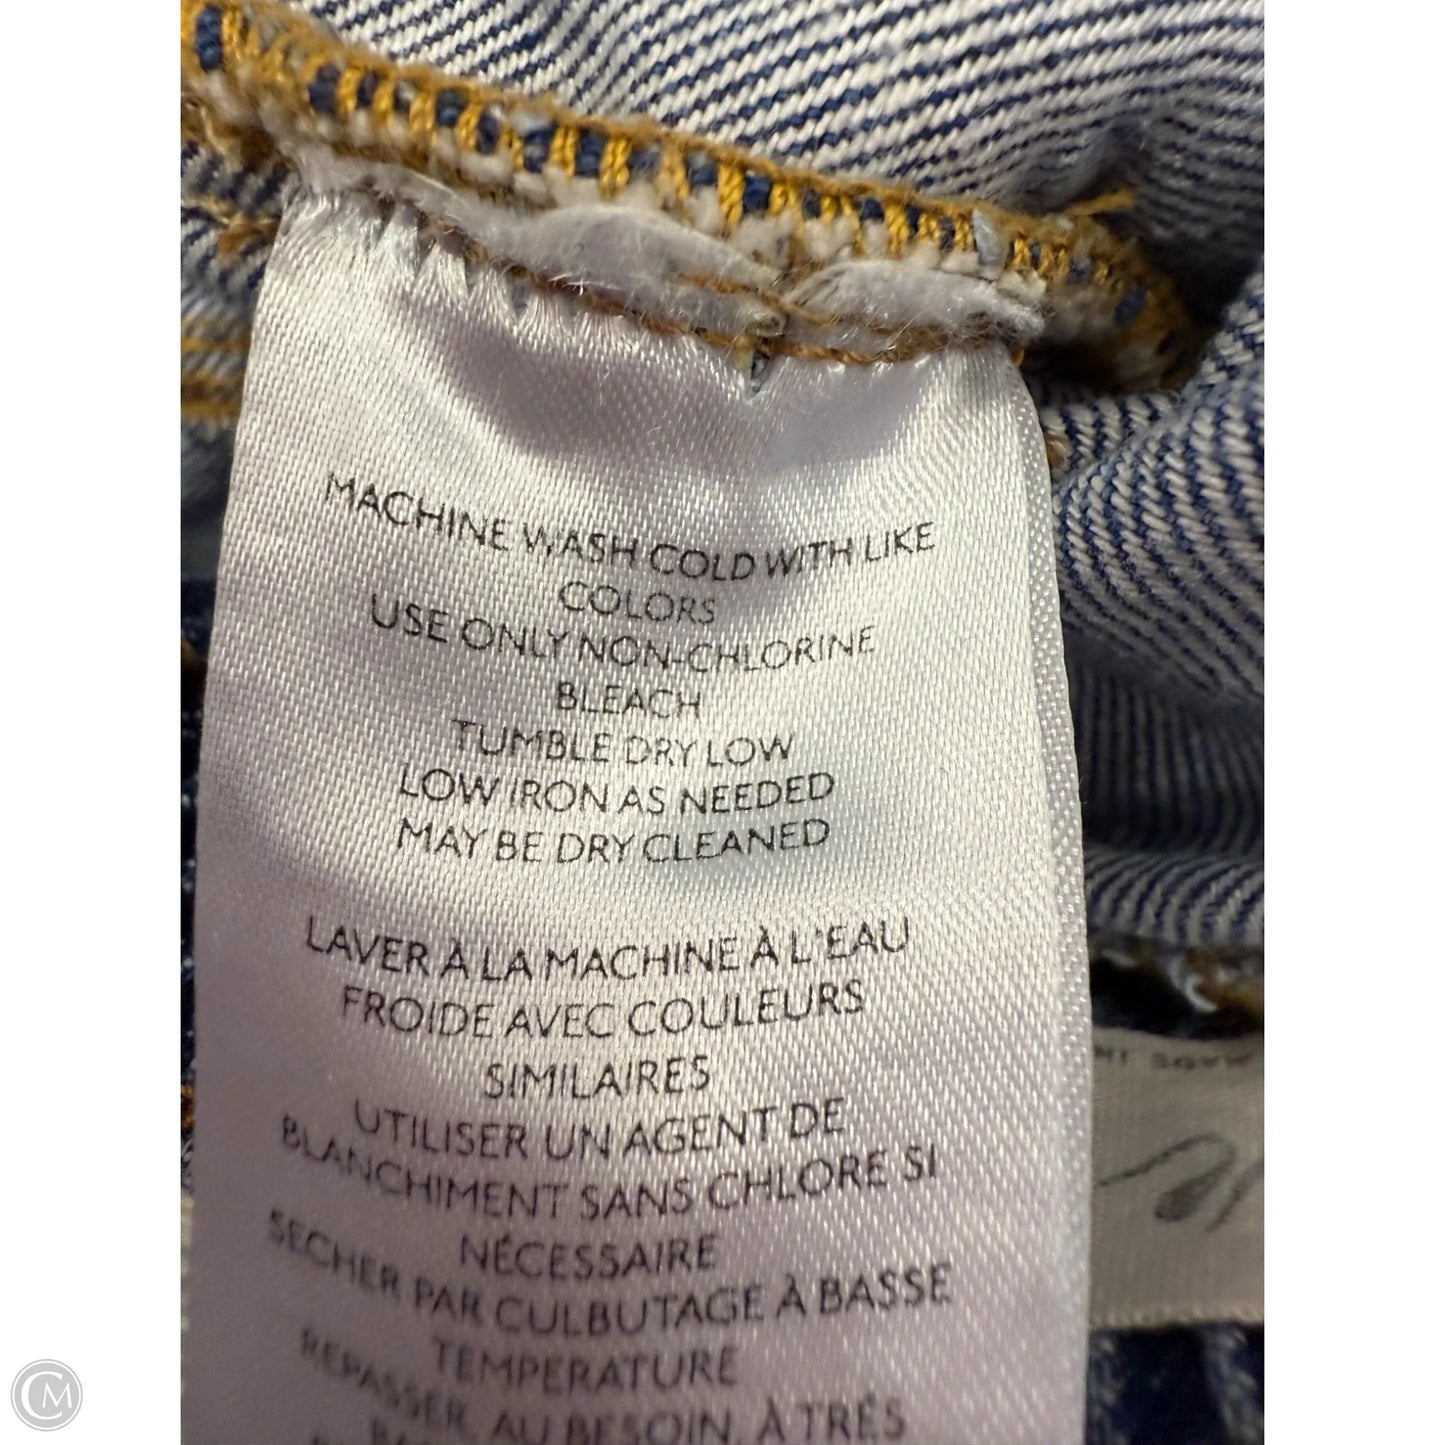 MACHINE WASH COLD WITH LIKE
COLORS
USE ONLY NON-CHLORINE
BLEACH
TUMBLE DRY LOW
LOW IRON AS NEEDED
MAY BE DRY CLEANED
LAVER À LA MACHINE À L'EAU
FROIDE AVEC COULEURS
SIMILAIRES
UTILISER UN AGENT DE
BLANCHIMENT SANS CHLORE SI
NÉCESSAIRE
SECHER PAR CULBUTAGE À BASSE
TEMPERATURE
REPASSER AU BESOIN, À TRÉS
CM